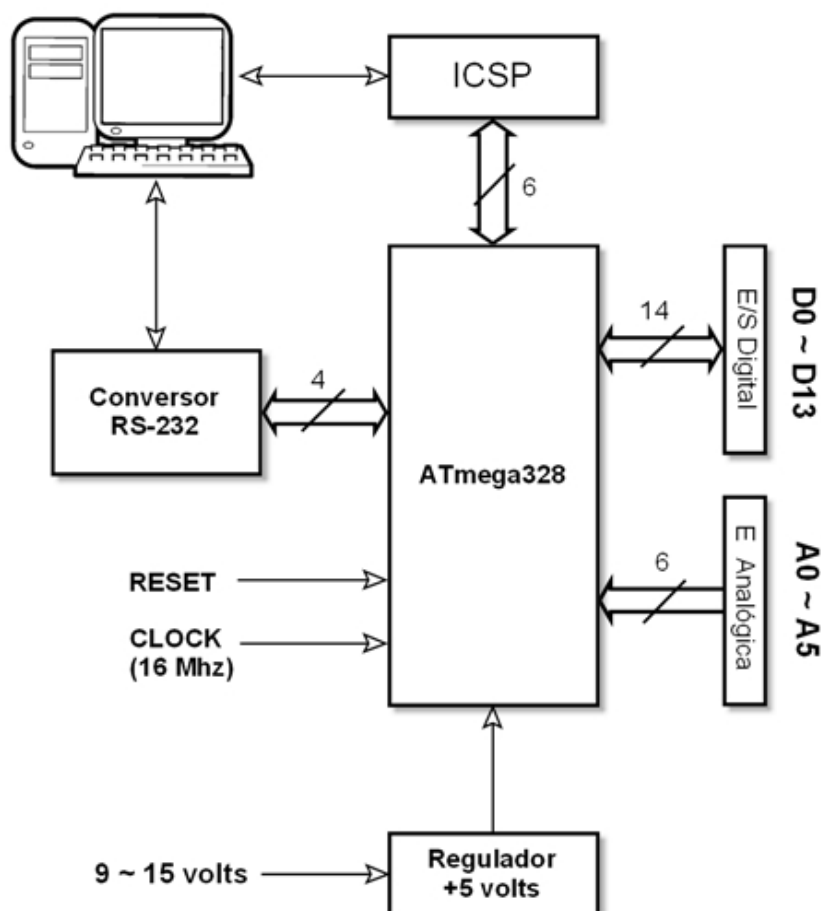 ICSP
6
14
E/S Digital
D0 ~ D13
4
Conversor
RS-232
ATmega328
6
E Analógica
A0 ~ A5
RESET
CLOCK
(16 Mhz)
9 ~ 15 volts
Regulador
+5 volts